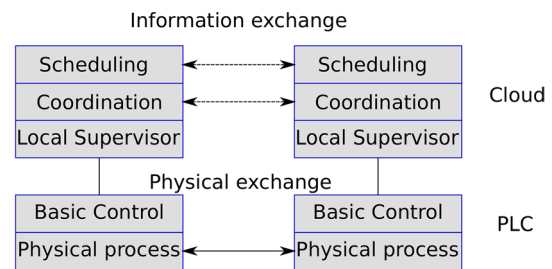 Information exchange
Scheduling Scheduling
Coordination Coordination Cloud
Local Supervisor Local Supervisor
Physical exchange
Basic Control Basic Control
PLC
Physical process Physical process